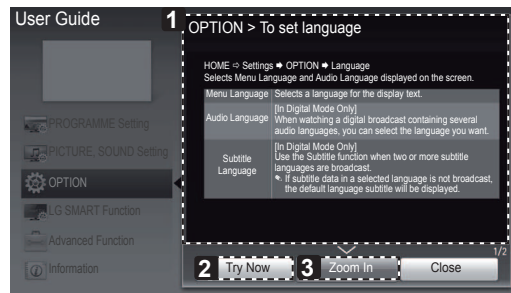 User Guide
1
OPTION > To set language
HOME ⇨ Settings ➡ OPTION ➡ Language
Selects Menu Language and Audio Language displayed on the screen.
Menu Language Selects a language for the display text.
Audio Language
[In Digital Mode Only]
When watching a digital broadcast containing several
audio languages, you can select the language you want.
Subtitle
Language
[In Digital Mode Only]
Use the Subtitle function when two or more subtitle
languages are broadcast.
If subtitle data in a selected language is not broadcast,
the default language subtitle will be displayed.
PROGRAMME Setting
PICTURE, SOUND Setting
OPTION
LG SMART Function
Advanced Function
Information
1/2
2 Try Now
3 Zoom In
Close